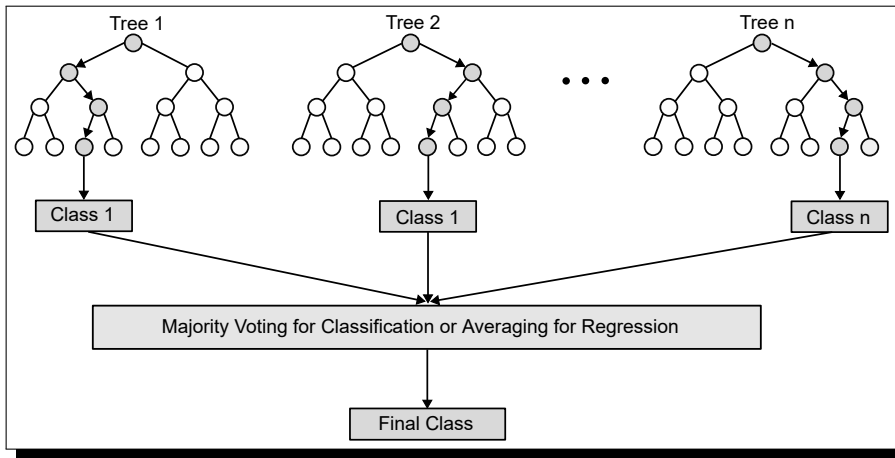 Tree 1
Tree 2
Tree n
Class 1
Class 1
Class n
Majority Voting for Classification or Averaging for Regression
Final Class